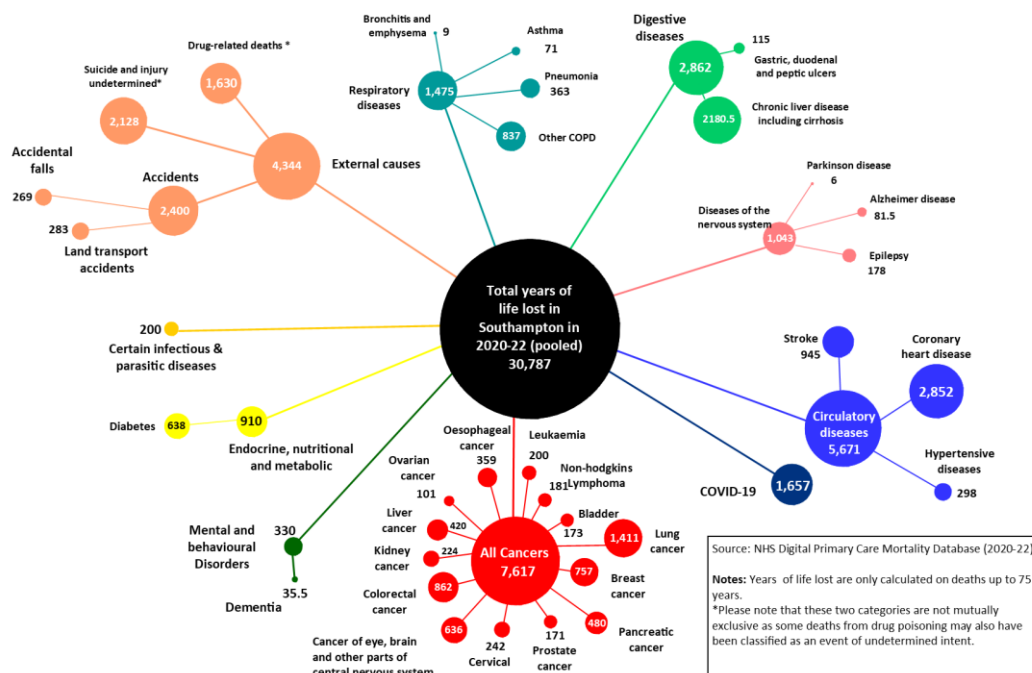 Drug-related deaths *
1,630
Suicide and injury
undetermined*
2,128
4,344
External causes
Accidental
falls
269
Accidents
2,400
283
Land transport
accidents
Bronchitis and
emphysema
9
Asthma
71
Respiratory
diseases
1,475
Pneumonia
363
837
Other COPD
Digestive
diseases
2,862
115
Gastric, duodenal
and peptic ulcers
2180.5
Chronic liver disease
including cirrhosis
Parkinson disease
6
Alzheimer disease
81.5
Diseases of the
nervous system
1,043
Epilepsy
178
Total years of
life lost in
Southampton in
2020-22 (pooled)
30,787
200
Certain infectious &
parasitic diseases
Diabetes
638
910
Endocrine, nutritional
and metabolic
Mental and
behavioural
Disorders
330
35.5
Dementia
Stroke
945
Coronary
heart disease
2,852
Circulatory
diseases
5,671
Hypertensive
diseases
298
COVID-19
1,657
Oesophageal
cancer
359
Leukaemia
200
Ovarian
cancer
101
Non-hodgkins
Lymphoma
181
Liver
cancer
420
Bladder
173
Kidney
cancer
224
All Cancers
7,617
1,411
Lung
cancer
Colorectal
cancer
862
757
Breast
cancer
636
Cancer of eye, brain
and other parts of
central nervous system
242
Cervical
171
Prostate
cancer
480
Pancreatic
cancer
Source: NHS Digital Primary Care Mortality Database (2020-22)
Notes: Years of life lost are only calculated on deaths up to 75
years.
*Please note that these two categories are not mutually
exclusive as some deaths from drug poisoning may also have
been classified as an event of undetermined intent.